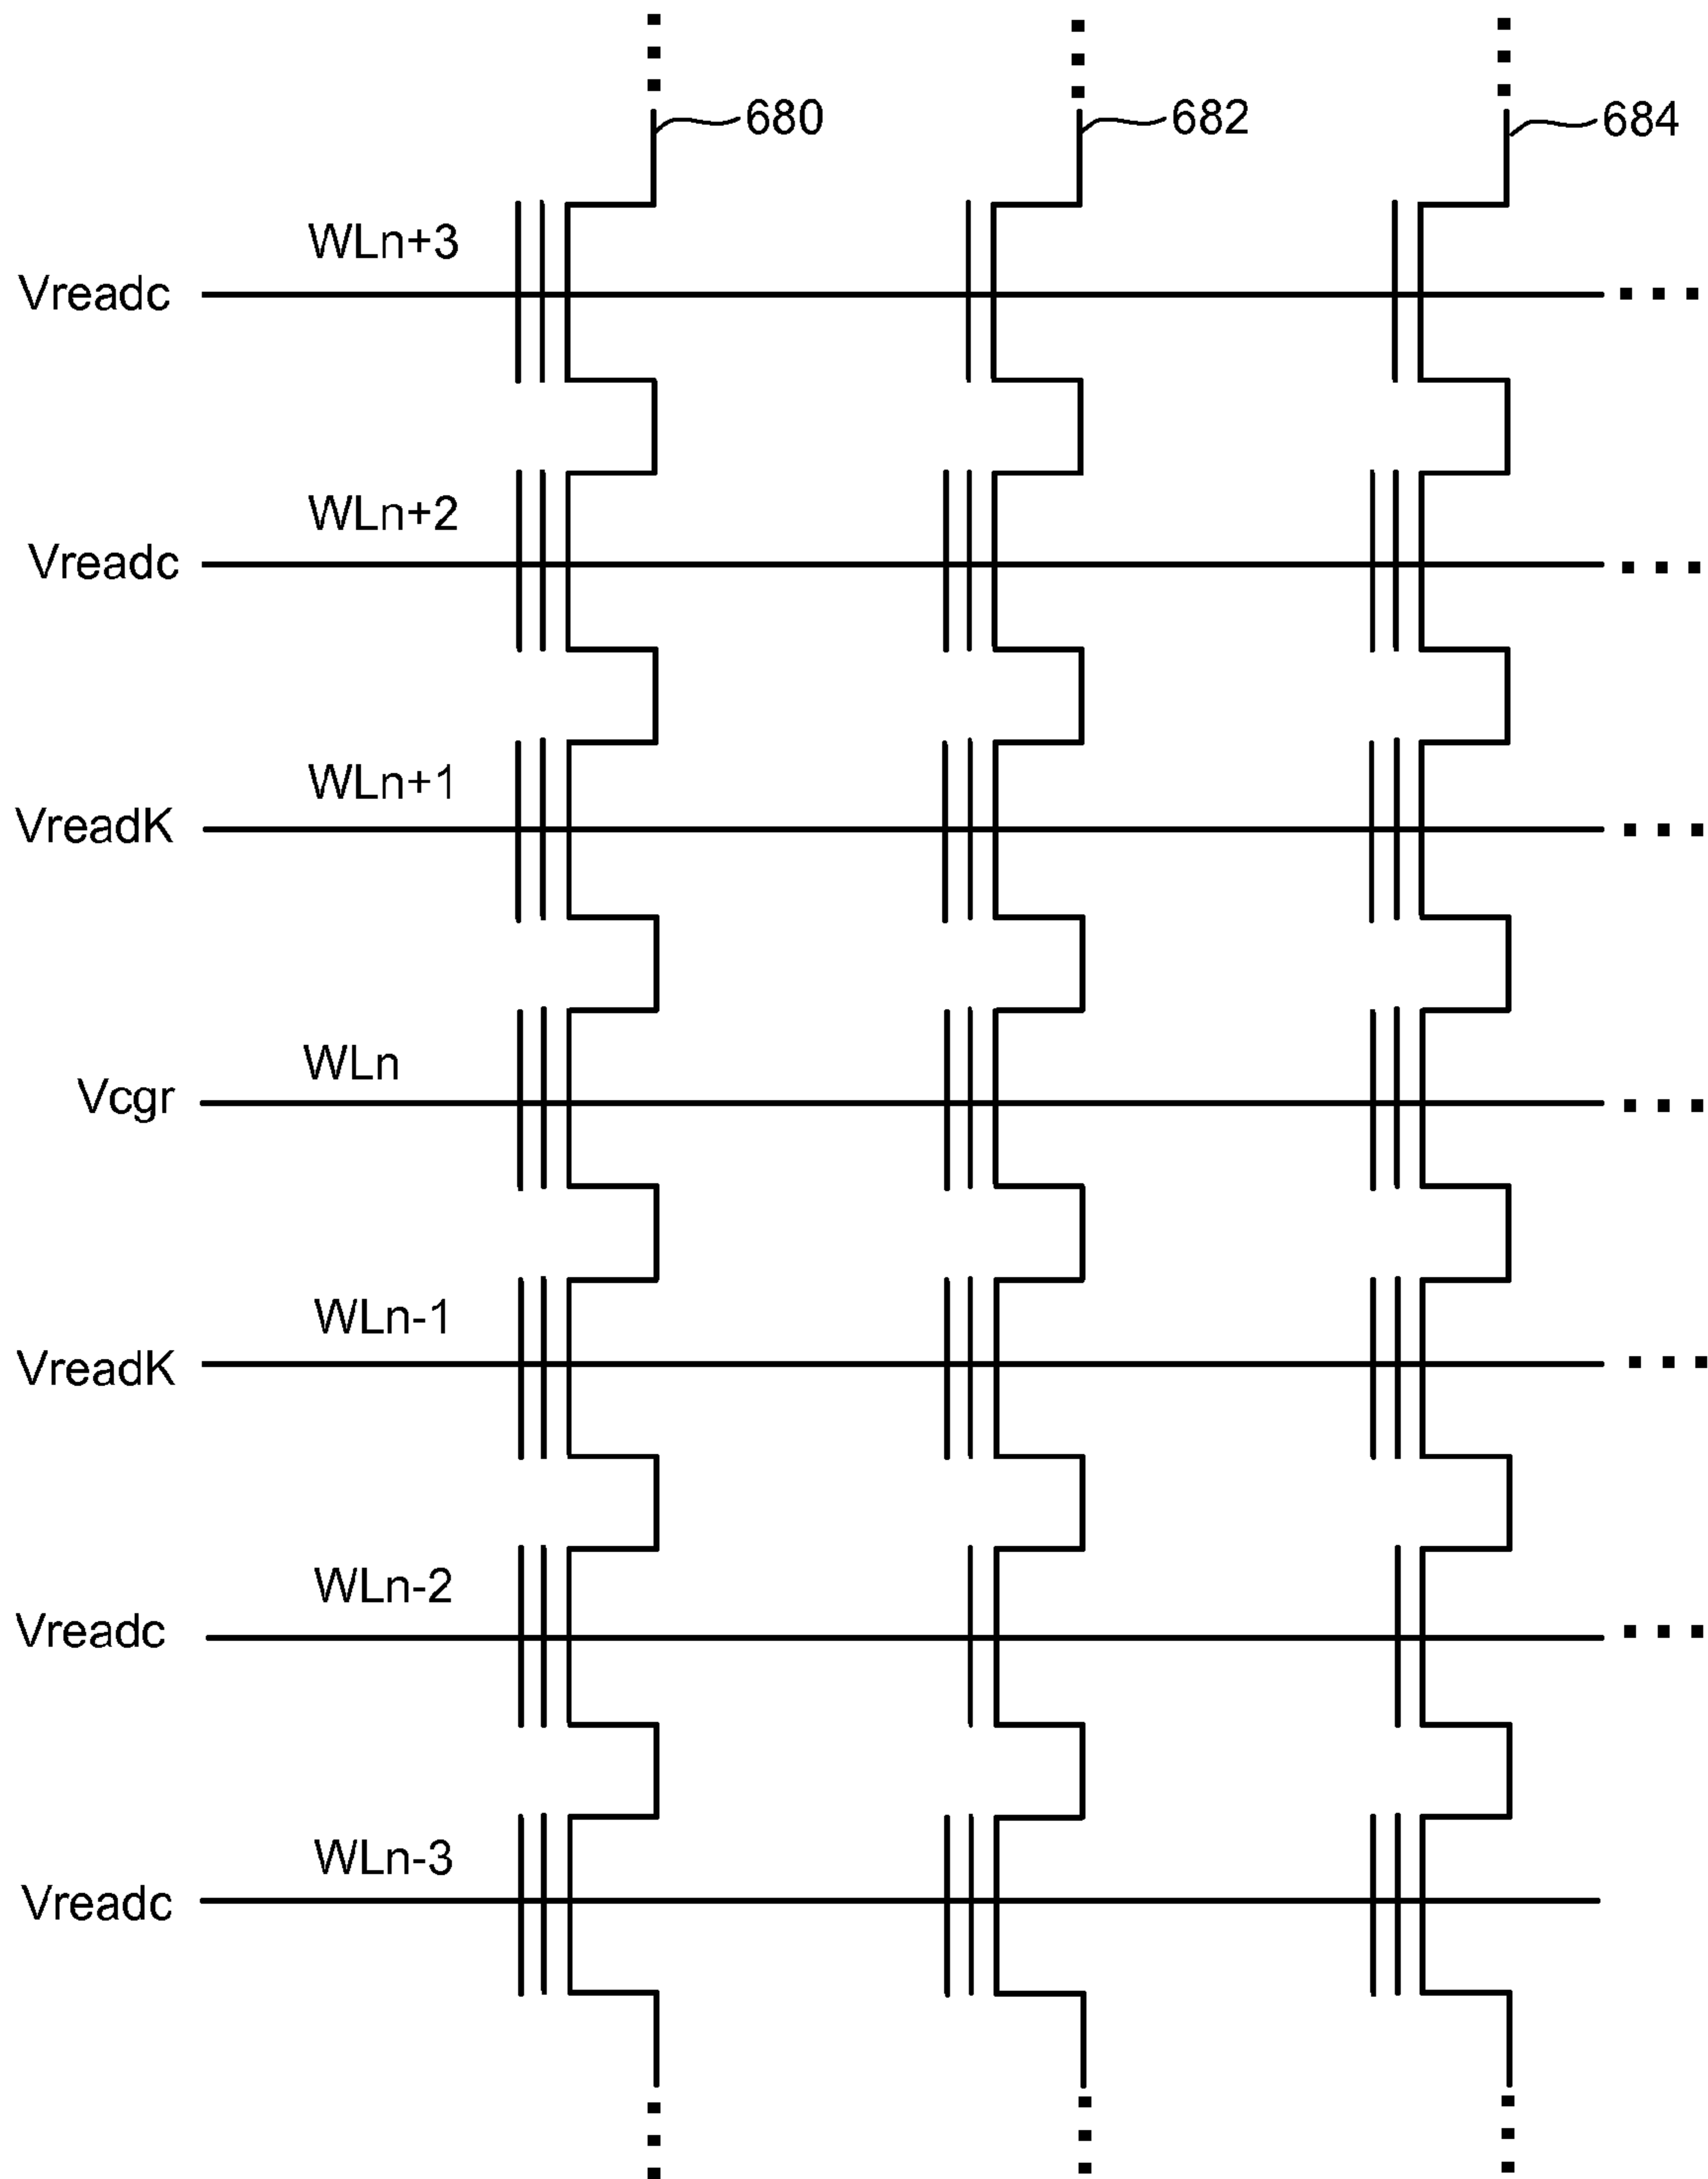 680
682
684
WLn+3
Vreadc
WLn+2
Vreadc
WLn+1
VreadK
WLn
Vcgr
WLn-1
VreadK
WLn-2
Vreadc
WLn-3
Vreadc